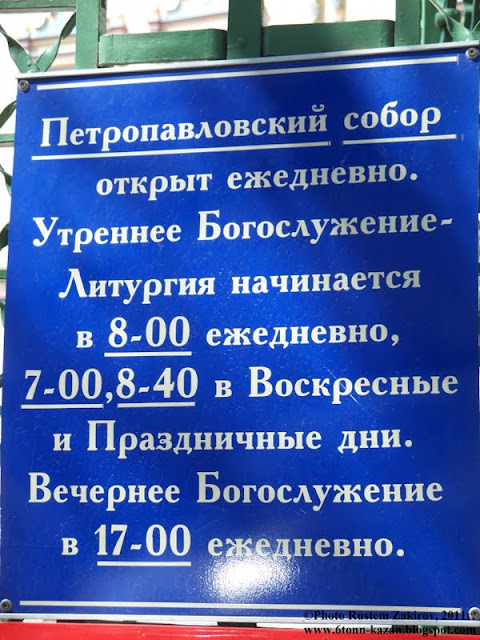 Петропавловский собор
открыт ежедневно.
Утреннее Богослужение-
Литургия начинается
в 8-00 ежедневно,
7-00,8-40 в Воскресные
и Праздничные дни.
Вечернее Богослужение
в 17-00 ежедневно.
©Photo Rustem Zakirov, 2011г.
www.6tonn-kazan.blogspot.com